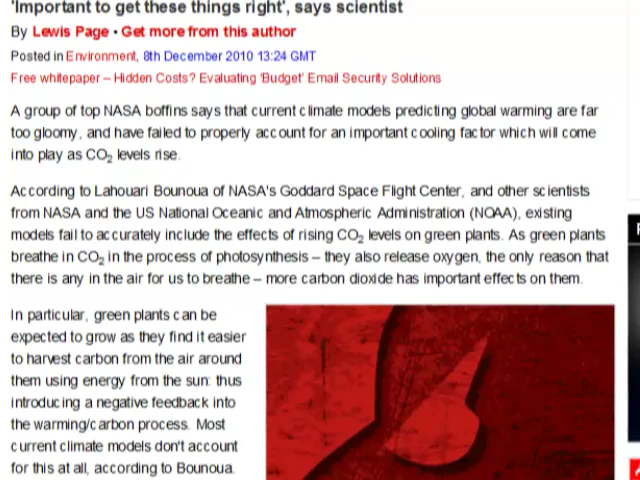 'Important to get these things right', says scientist
By Lewis Page • Get more from this author
Posted in Environment, 8th December 2010 13:24 GMT
Free whitepaper – Hidden Costs? Evaluating 'Budget' Email Security Solutions
A group of top NASA boffins says that current climate models predicting global warming are far
too gloomy, and have failed to properly account for an important cooling factor which will come
into play as CO₂ levels rise.
According to Lahouari Bounoua of NASA's Goddard Space Flight Center, and other scientists
from NASA and the US National Oceanic and Atmospheric Administration (NOAA), existing
models fail to accurately include the effects of rising CO₂ levels on green plants. As green plants
breathe in CO₂ in the process of photosynthesis – they also release oxygen, the only reason that
there is any in the air for us to breathe – more carbon dioxide has important effects on them.
In particular, green plants can be
expected to grow as they find it easier
to harvest carbon from the air around
them using energy from the sun: thus
introducing a negative feedback into
the warming/carbon process. Most
current climate models don't account
for this at all, according to Bounoua.